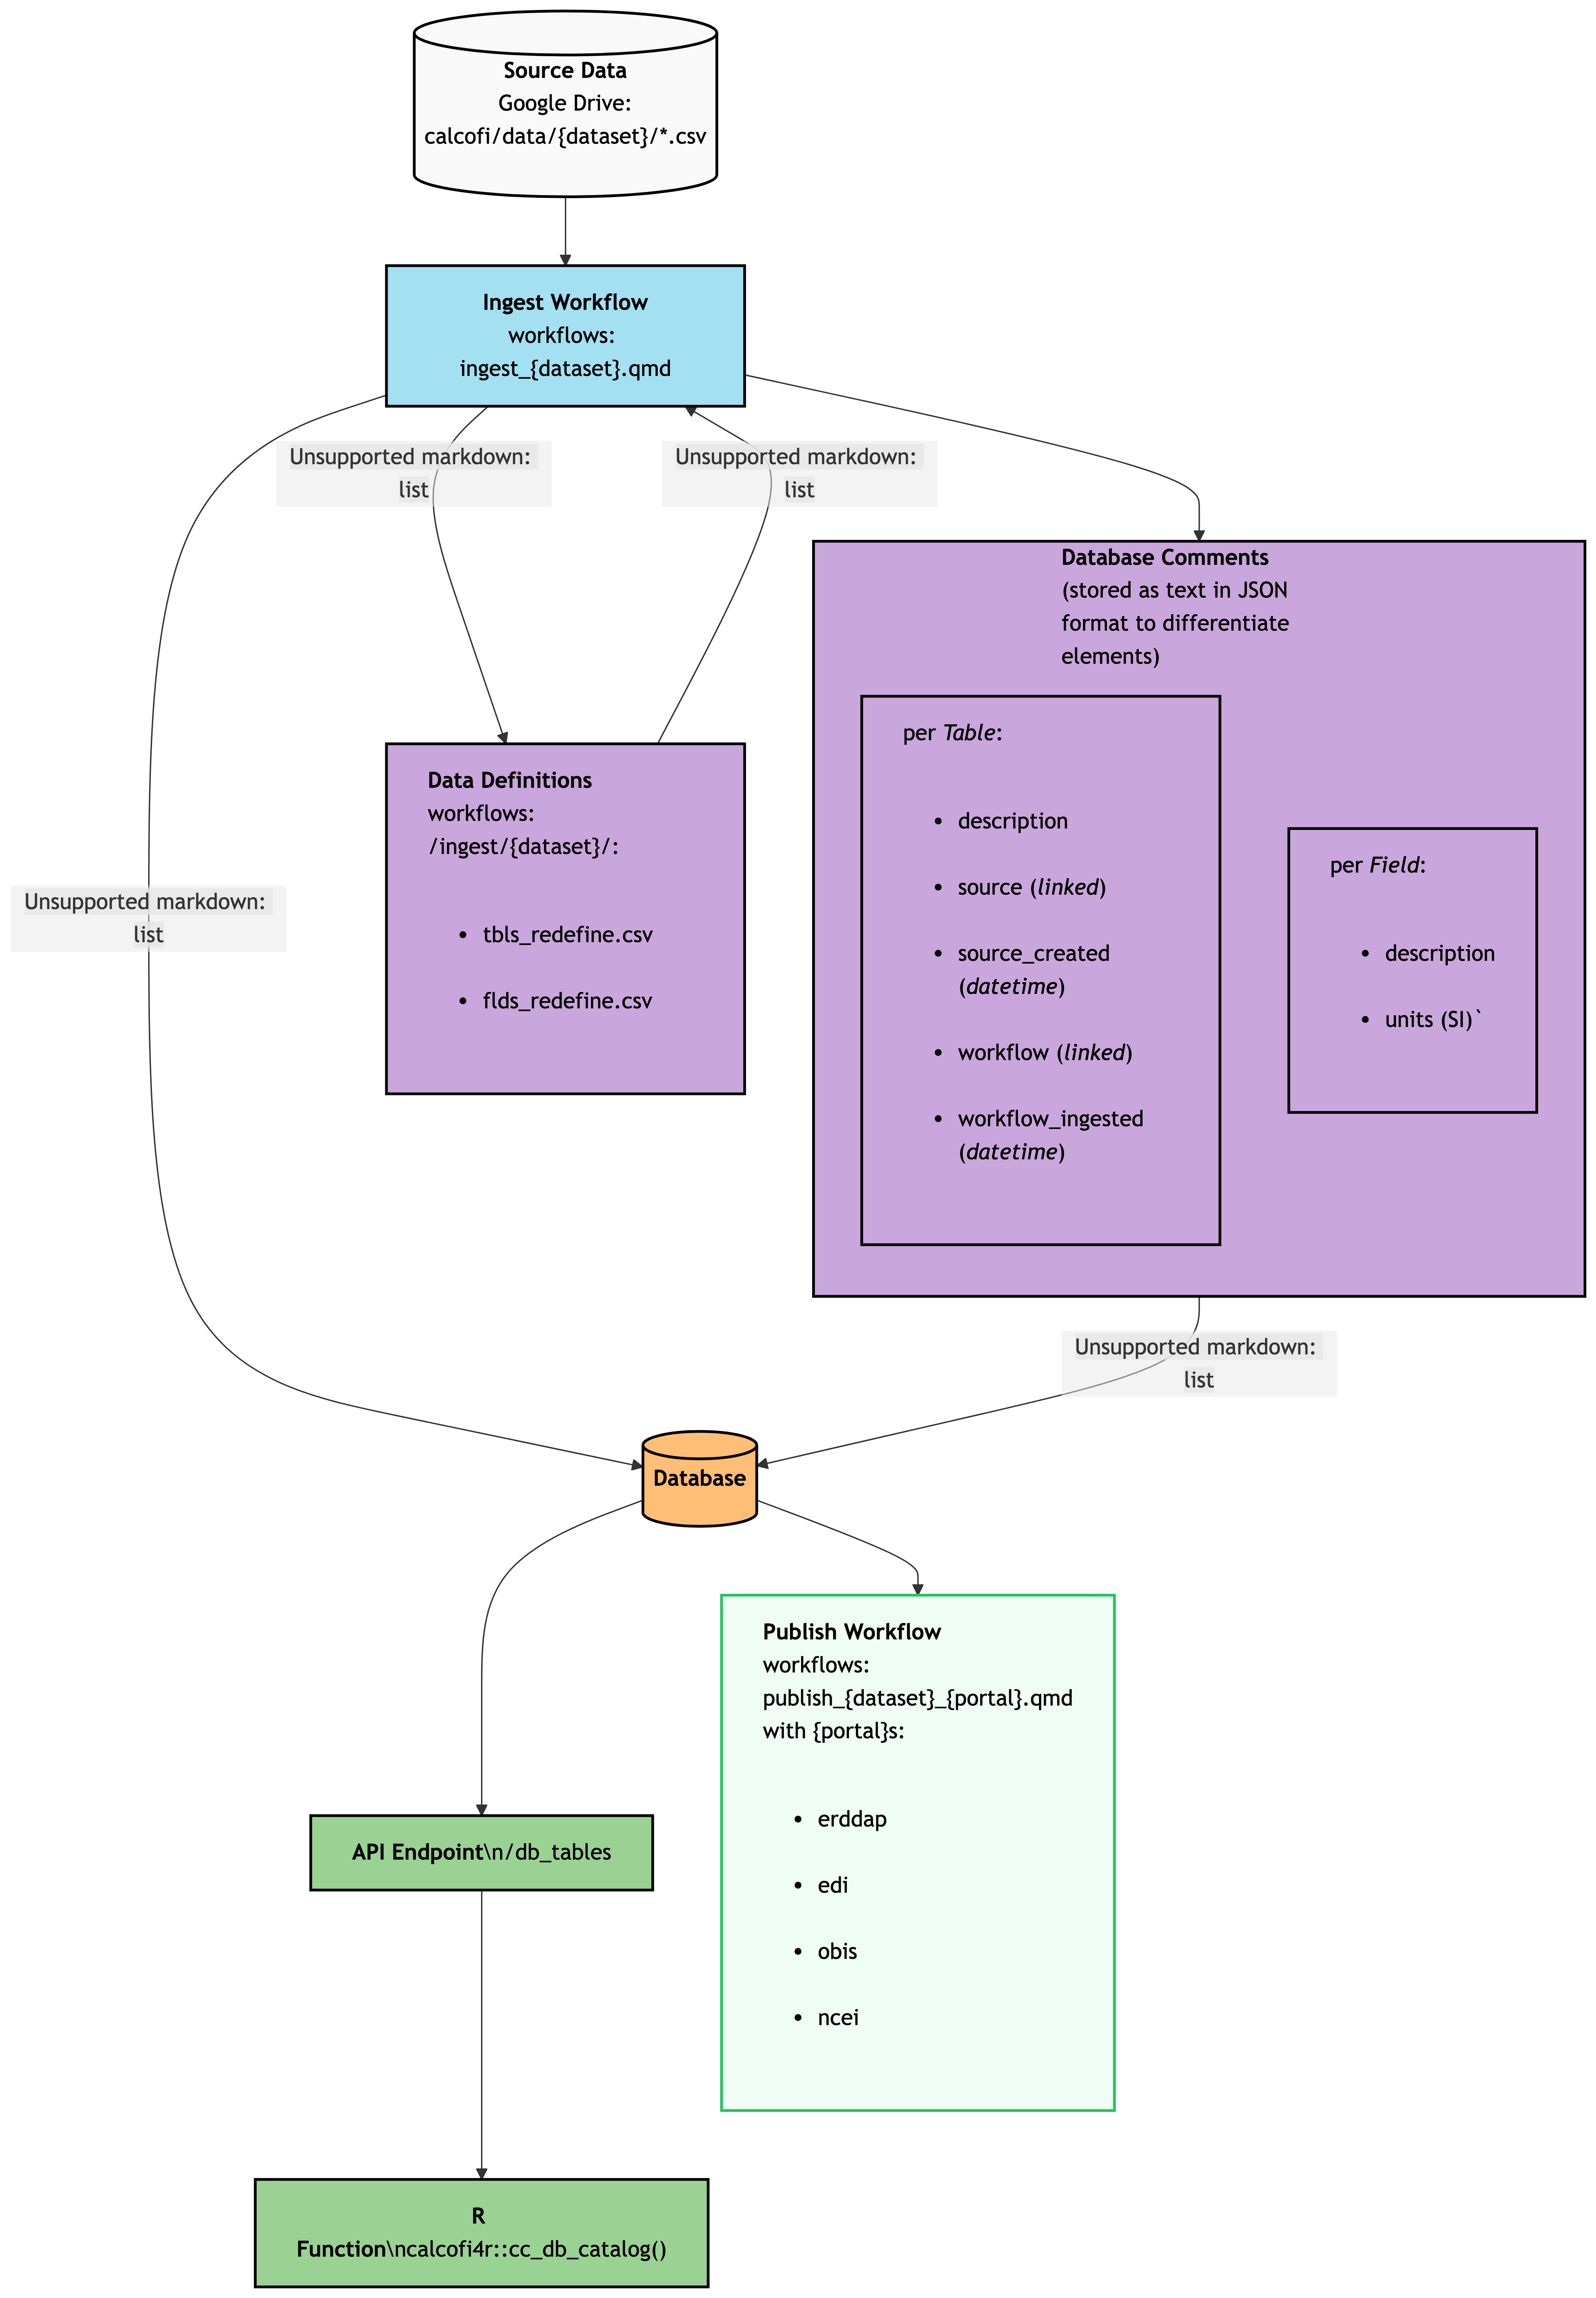 Source Data
Google Drive:
calcofi/data/{dataset}/*.csv
Ingest Workflow
workflows:
ingest_{dataset}.qmd
Unsupported markdown:
list
Unsupported markdown:
list
Database Comments
(stored as text in JSON
format to differentiate
elements)
per Table:
• description
• source (linked)
• source_created
(datetime)
• workflow (linked)
• workflow_ingested
(datetime)
per Field:
• description
• units (SI)`
Data Definitions
workflows:
/ingest/{dataset}/:
• tbls_redefine.csv
• flds_redefine.csv
Unsupported markdown:
list
Unsupported markdown:
list
Database
Publish Workflow
workflows:
publish_{dataset}_{portal}.qmd
with {portal}s:
• erddap
• edi
• obis
• ncei
API Endpoint\n/db_tables
R
Function\ncalcofi4r::cc_db_catalog()